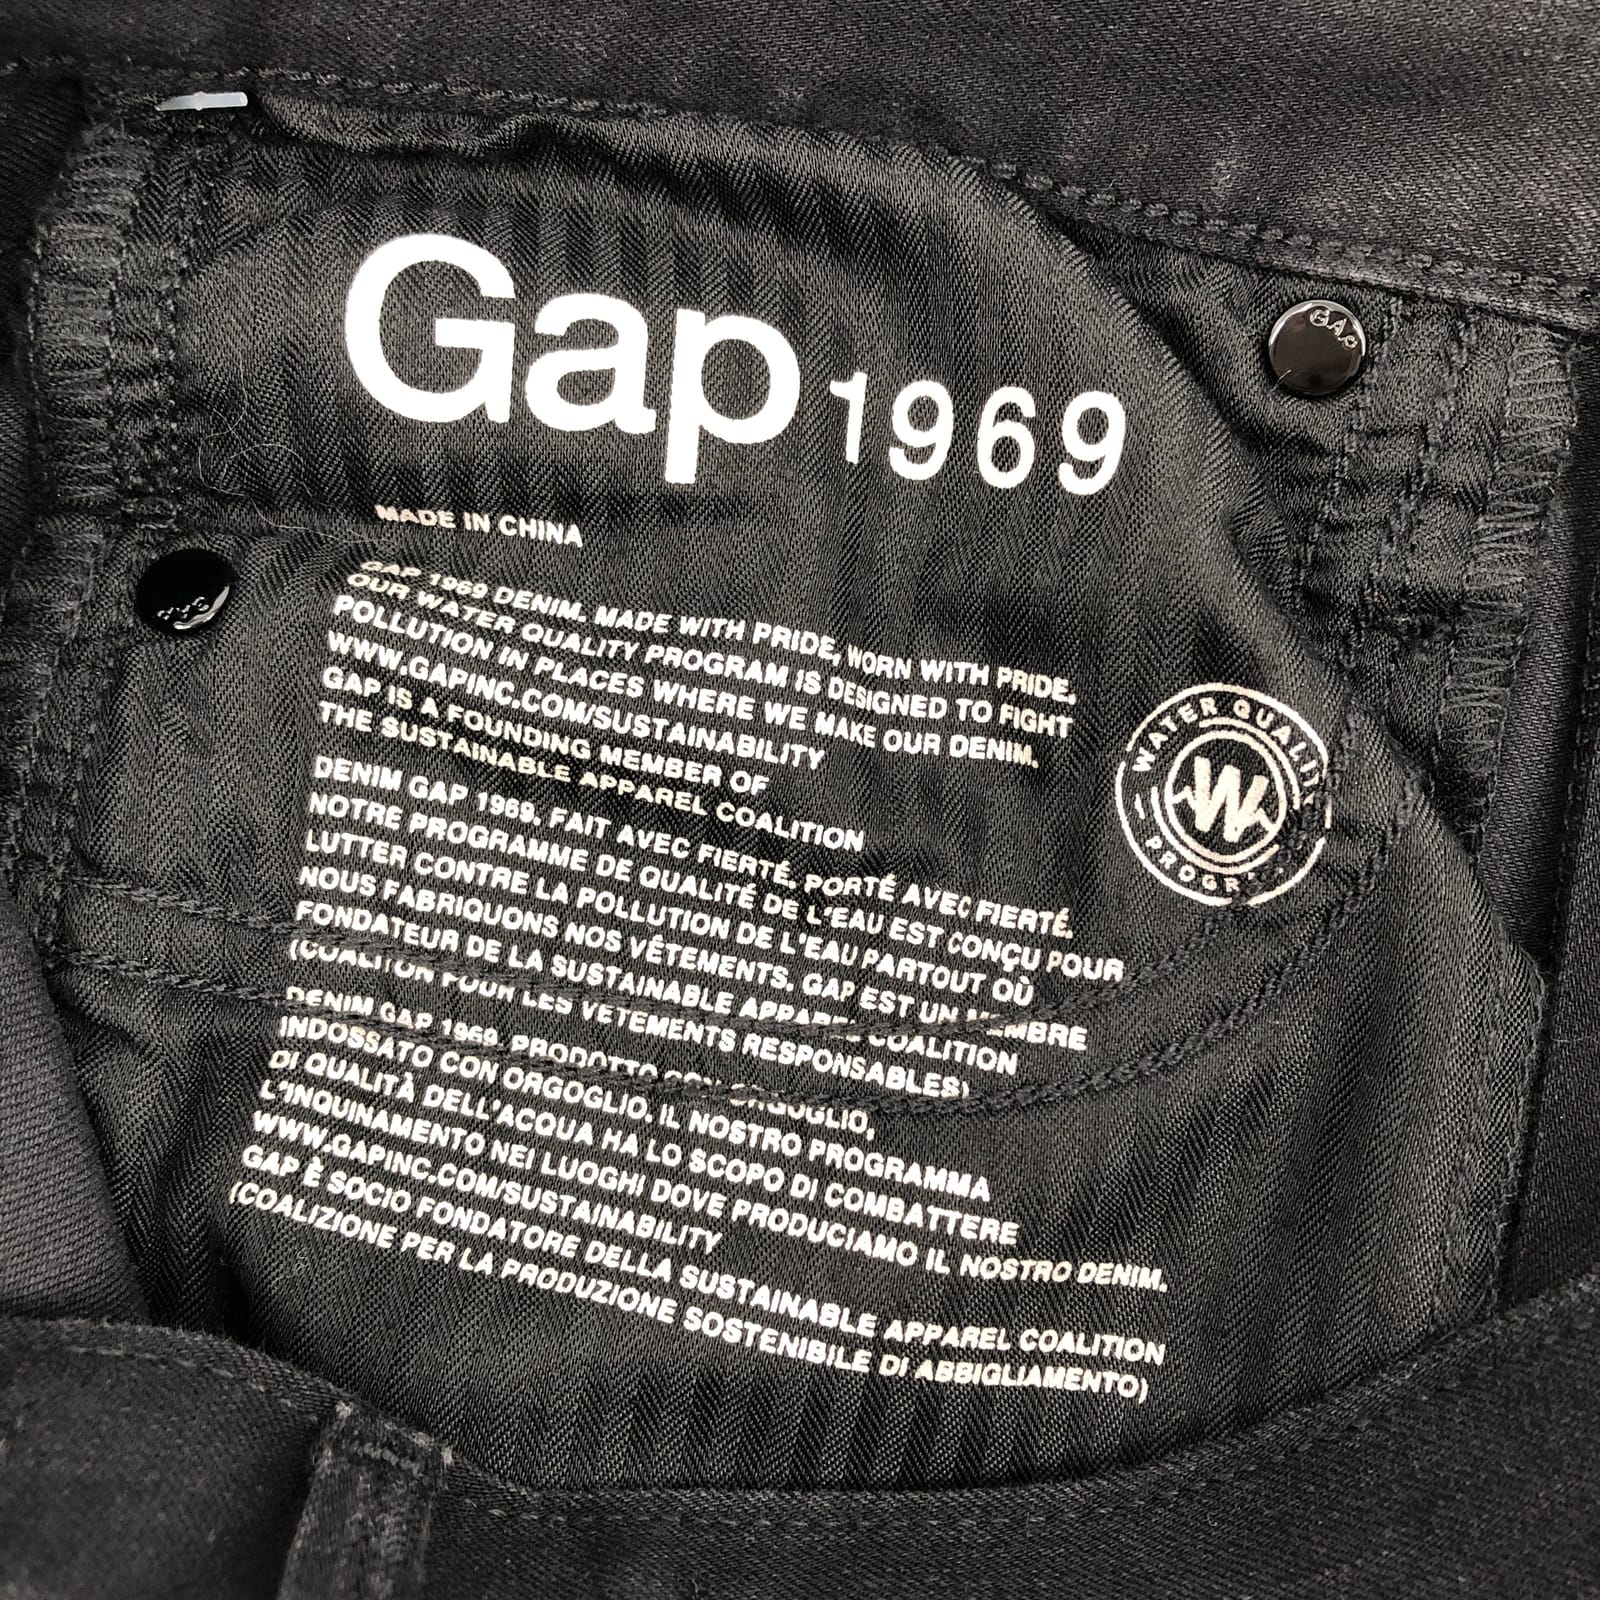 Gap 1969
MADE IN CHINA
GAP
GAP
GAP 1969 DENIM. MADE WITH PRIDE, WORN WITH PRIDE.
OUR WATER QUALITY PROGRAM IS DESIGNED TO FIGHT
POLLUTION IN PLACES WHERE WE MAKE OUR DENIM.
WWW.GAPINC.COM/SUSTAINABILITY
GAP IS A FOUNDING MEMBER OF
THE SUSTAINABLE APPAREL COALITION
WATER QUALITY
W
PROGR
DENIM GAP 1969. FAIT AVEC FIERTÉ. PORTÉ AVEC FIERTÉ.
NOTRE PROGRAMME DE QUALITÉ DE L'EAU EST CONÇU POUR
LUTTER CONTRE LA POLLUTION DE L'EAU PARTOUT OÙ
NOUS FABRIQUONS NOS VÊTEMENTS. GAP EST UN MEMBRE
FONDATEUR DE LA SUSTAINABLE APPAREL COALITION
(COALITION POUR LES VÊTEMENTS RESPONSABLES)
DENIM GAP 1969. PRODOTTO CON ORGOGLIO,
INDOSSATO CON ORGOGLIO. IL NOSTRO PROGRAMMA
DI QUALITÀ DELL'ACQUA HA LO SCOPO DI COMBATTERE
L'INQUINAMENTO NEI LUOGHI DOVE PRODUCIAMO IL NOSTRO DENIM.
WWW.GAPINC.COM/SUSTAINABILITY
GAP È SOCIO FONDATORE DELLA SUSTAINABLE APPAREL COALITION
(COALIZIONE PER LA PRODUZIONE SOSTENIBILE DI ABBIGLIAMENTO)